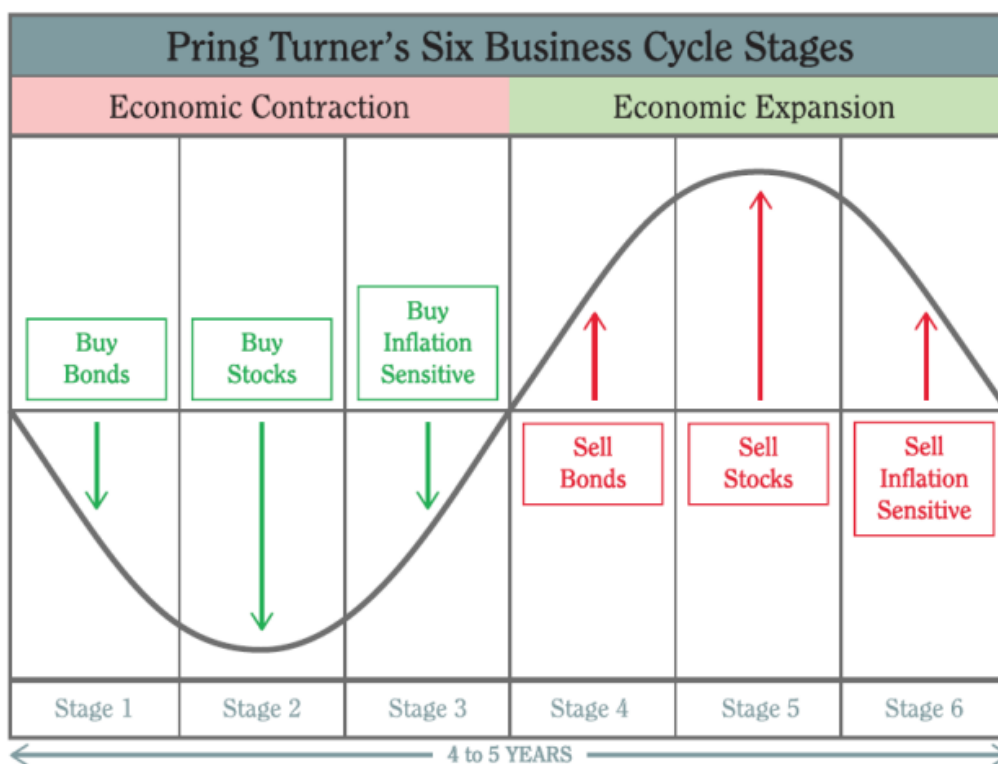 Pring Turner's Six Business Cycle Stages
Economic Contraction
Economic Expansion
Buy
Bonds
Buy
Stocks
Buy
Inflation
Sensitive
Sell
Bonds
Sell
Stocks
Sell
Inflation
Sensitive
Stage 1
Stage 2
Stage 3
Stage 4
Stage 5
Stage 6
4 to 5 YEARS